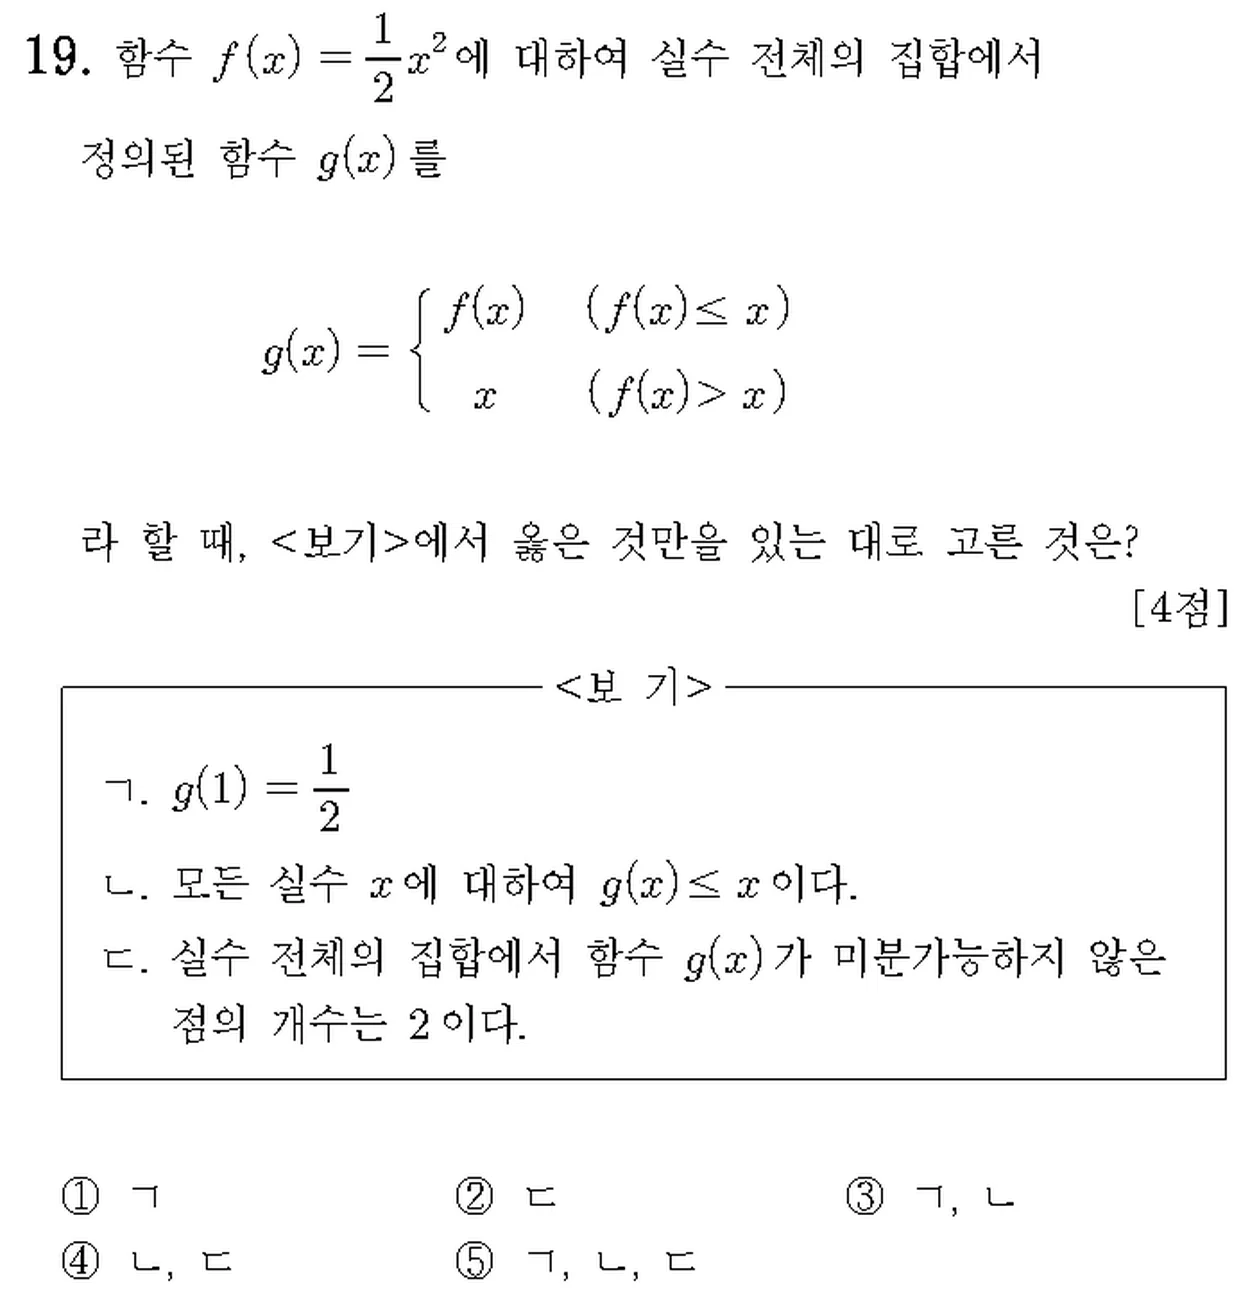 19. 함수 f(x) = 1/2 x²에 대하여 실수 전체의 집합에서
정의된 함수 g(x)를
g(x) = { f(x) (f(x) ≤ x)
x (f(x) > x)
라 할 때, <보기>에서 옳은 것만을 있는 대로 고른 것은?
[4점]
<보 기>
ㄱ. g(1) = 1/2
ㄴ. 모든 실수 x에 대하여 g(x) ≤ x이다.
ㄷ. 실수 전체의 집합에서 함수 g(x)가 미분가능하지 않은
점의 개수는 2이다.
① ㄱ ② ㄷ ③ ㄱ, ㄴ
④ ㄴ, ㄷ ⑤ ㄱ, ㄴ, ㄷ